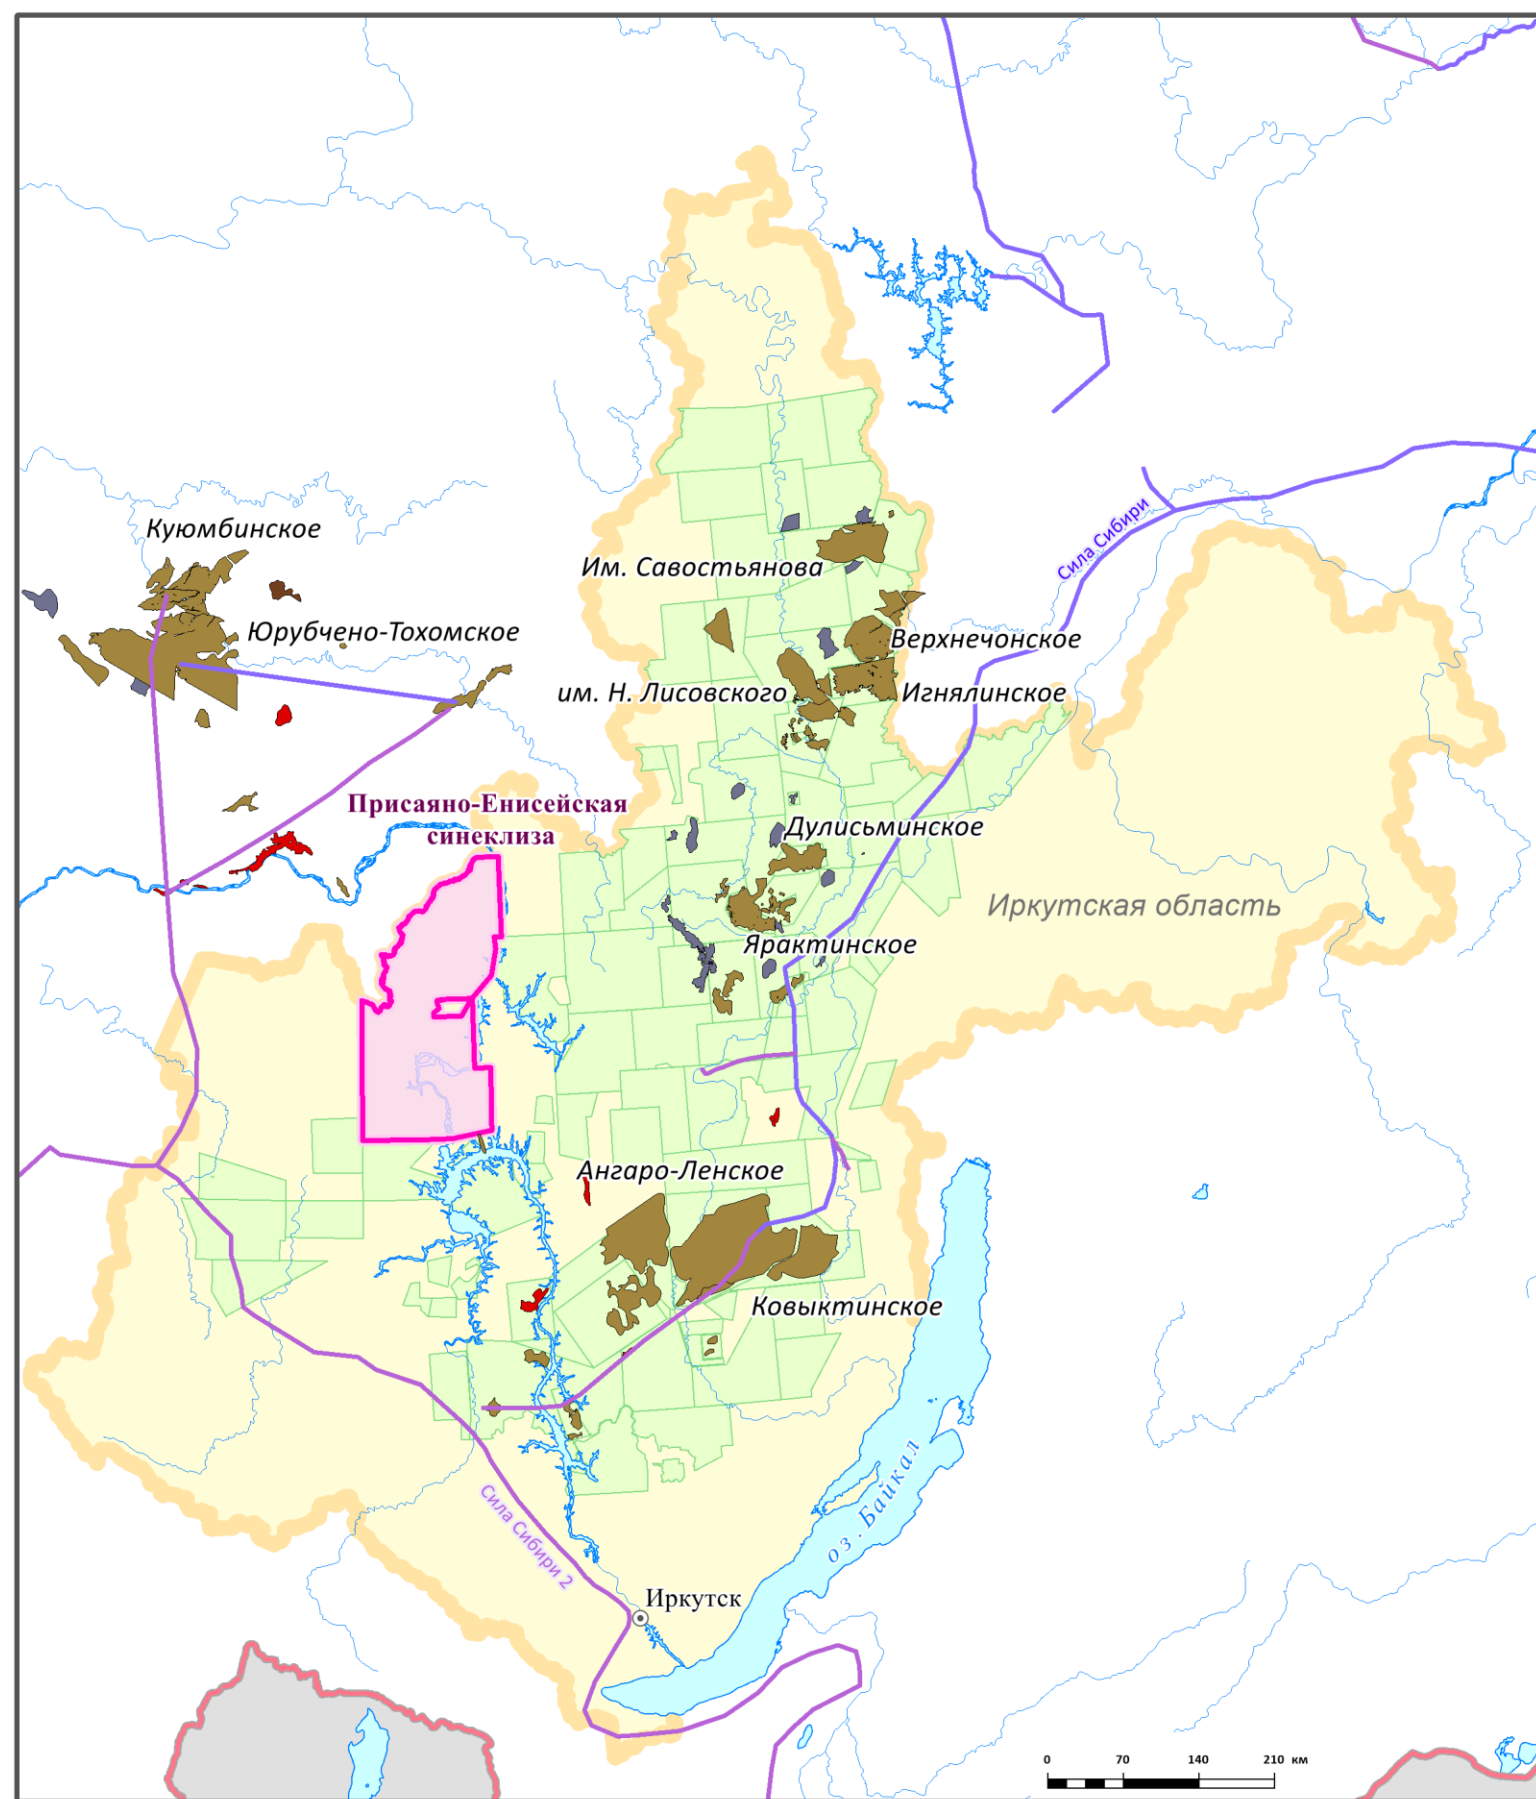 Куюмбинское
Сила Сибири
Им. Савостьянова
Юрубчено-Тохомское
Верхнечонское
им. Н. Лисовского
Игнялинское
Присаяно-Енисейская
синеклиза
Дулисьминское
Иркутская область
Ярактинское
Ангаро-Ленское
Ковыктинское
оз. Байкал
Сила Сибири 2
Иркутск
0 70 140 210 км